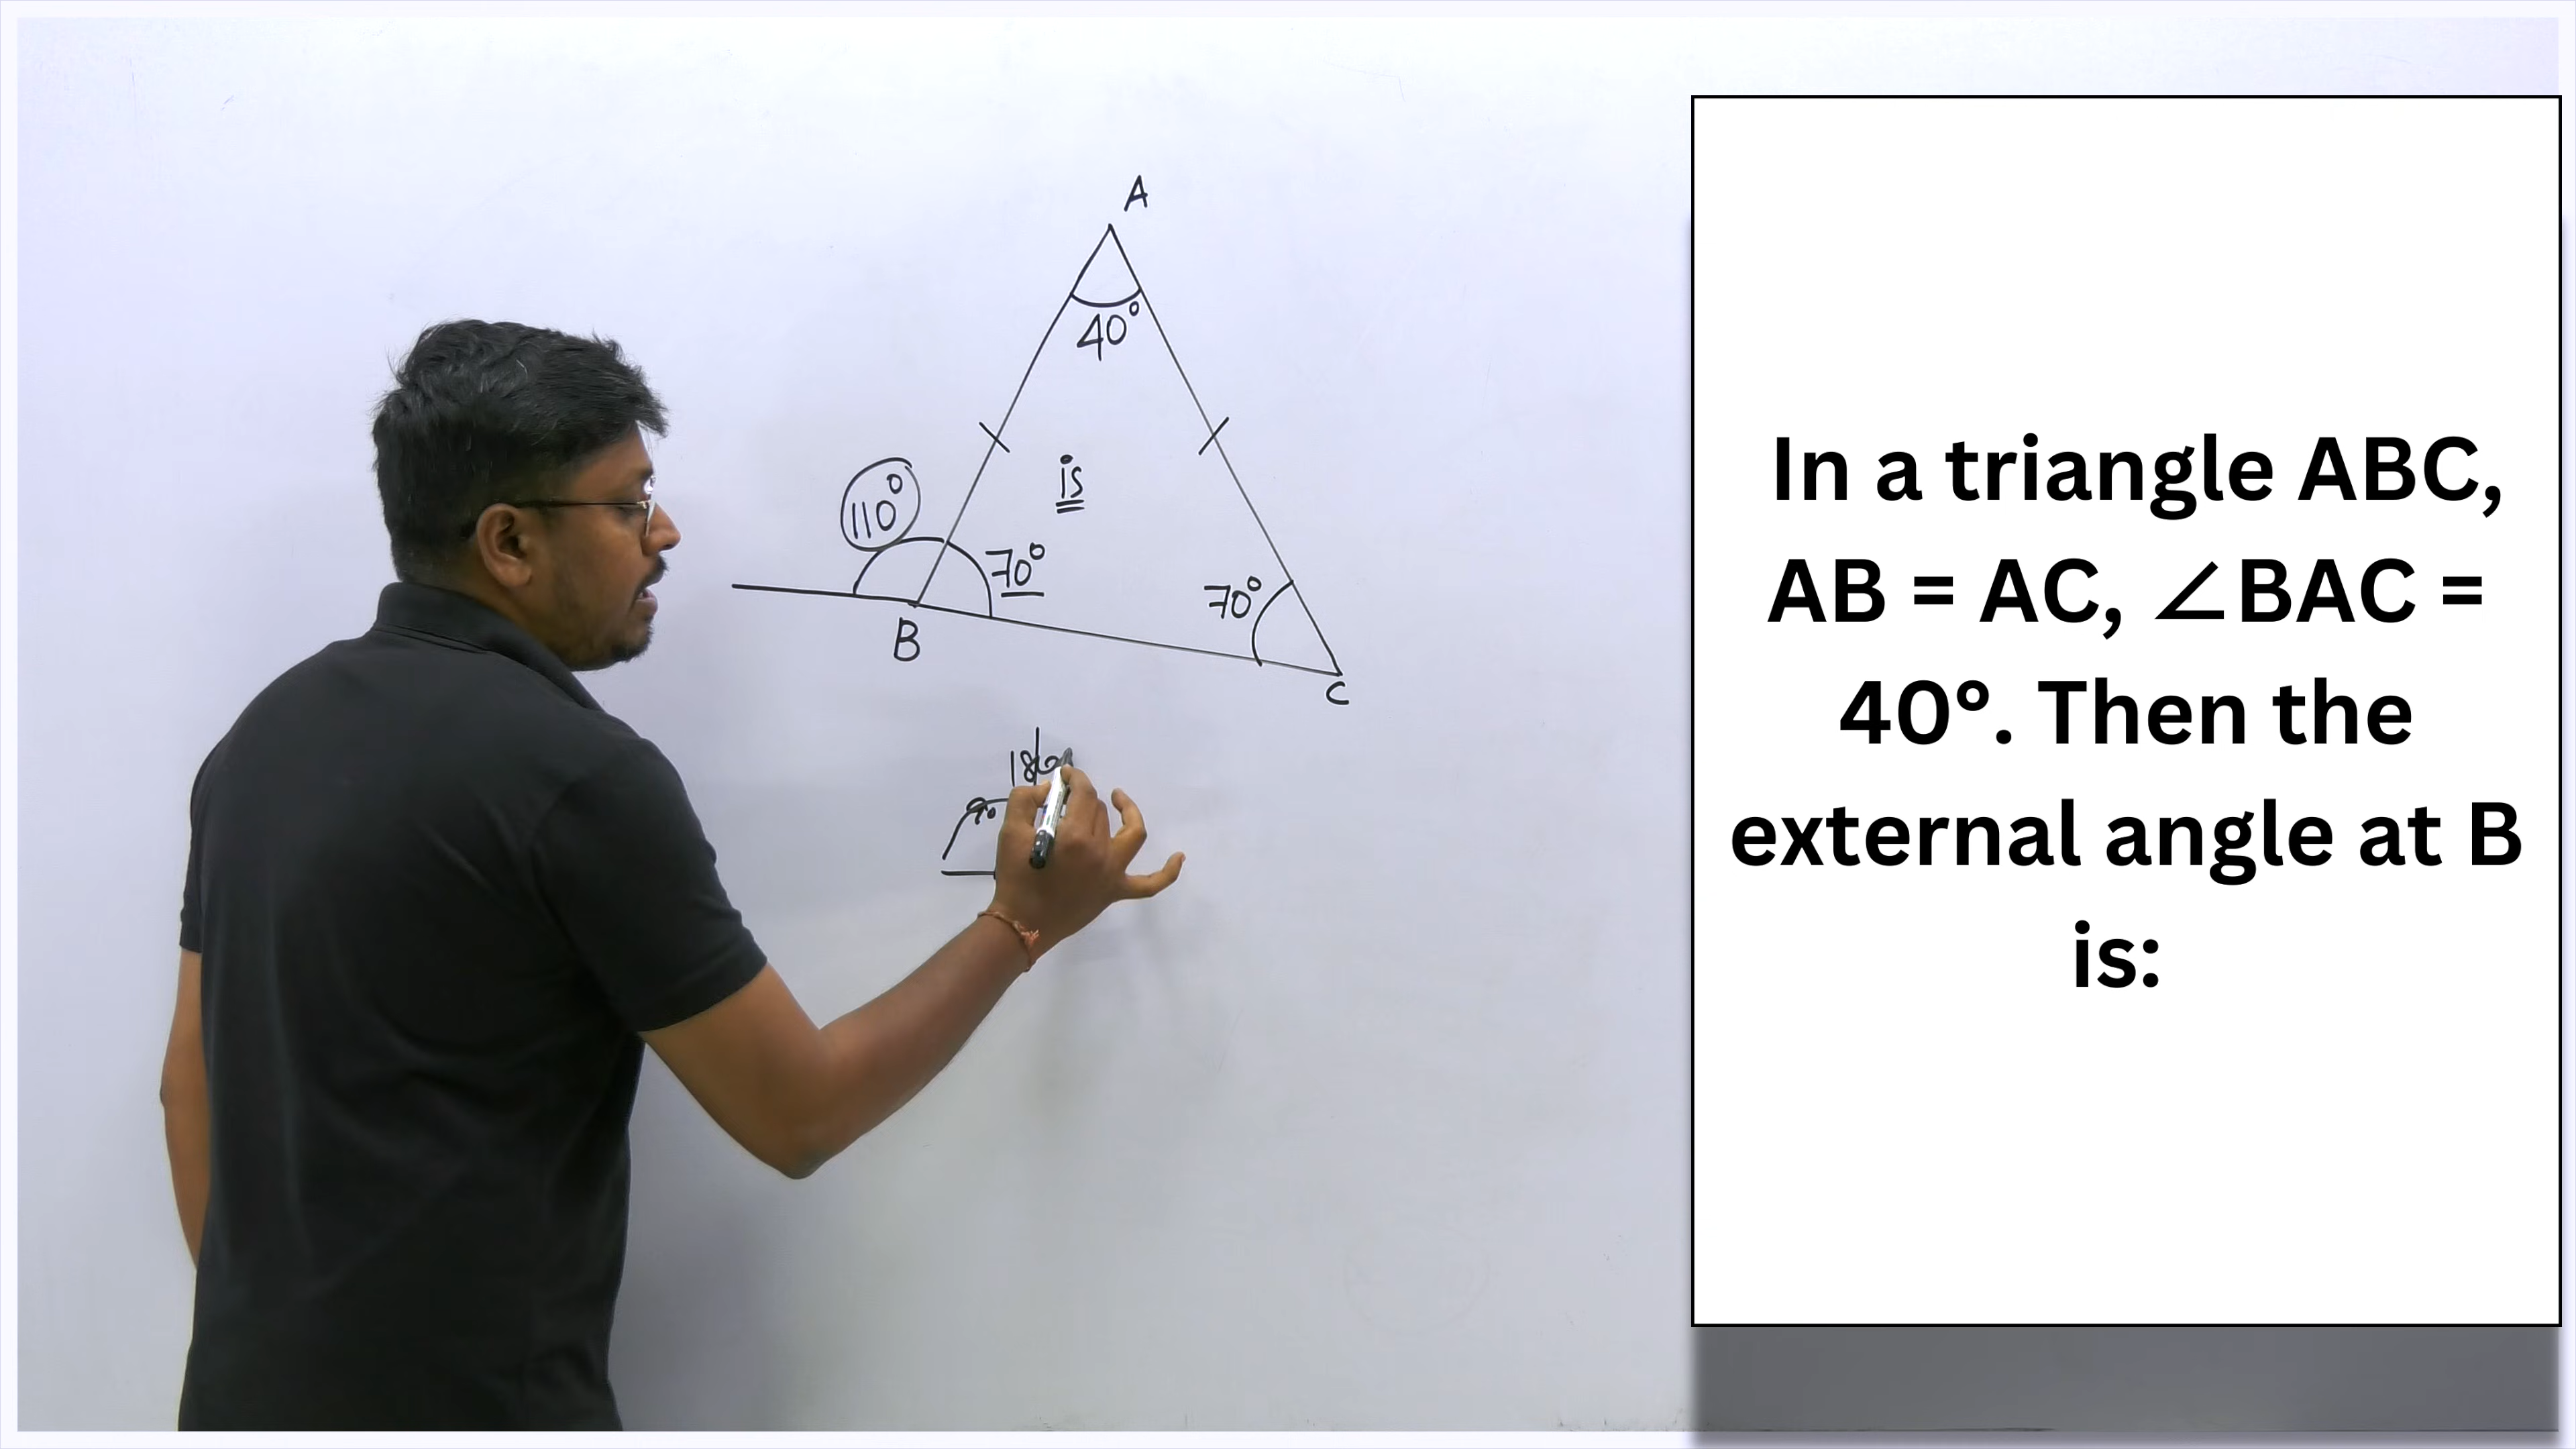 A
40°
is
110°
70°
70°
B
C
In a triangle ABC,
AB = AC, ∠BAC =
40°. Then the
external angle at B
is: